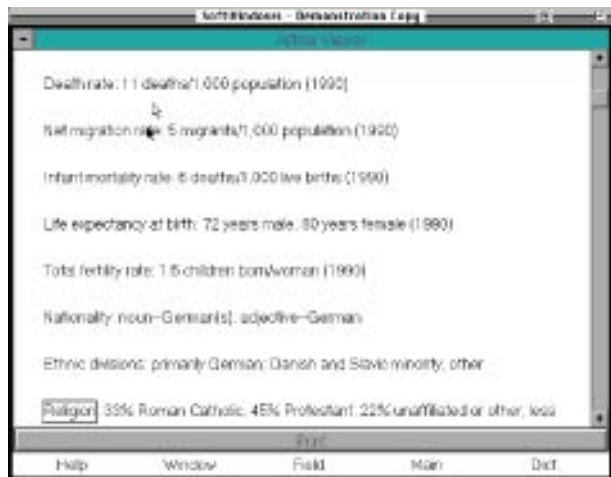 SoftWindows - Demonstration Copy
Article Viewer
Death rate: 11 deaths/1,000 population (1990)
Net migration rate: 5 migrants/1,000 population (1990)
Infant mortality rate: 6 deaths/1,000 live births (1990)
Life expectancy at birth: 72 years male, 80 years female (1990)
Total fertility rate: 1.5 children born/woman (1990)
Nationality: noun--German(s); adjective--German
Ethnic divisions: primarily German; Danish and Slavic minority, other
Religion: 33% Roman Catholic, 45% Protestant, 22% unaffiliated or other; less
Print
Help Window Field Main Dict